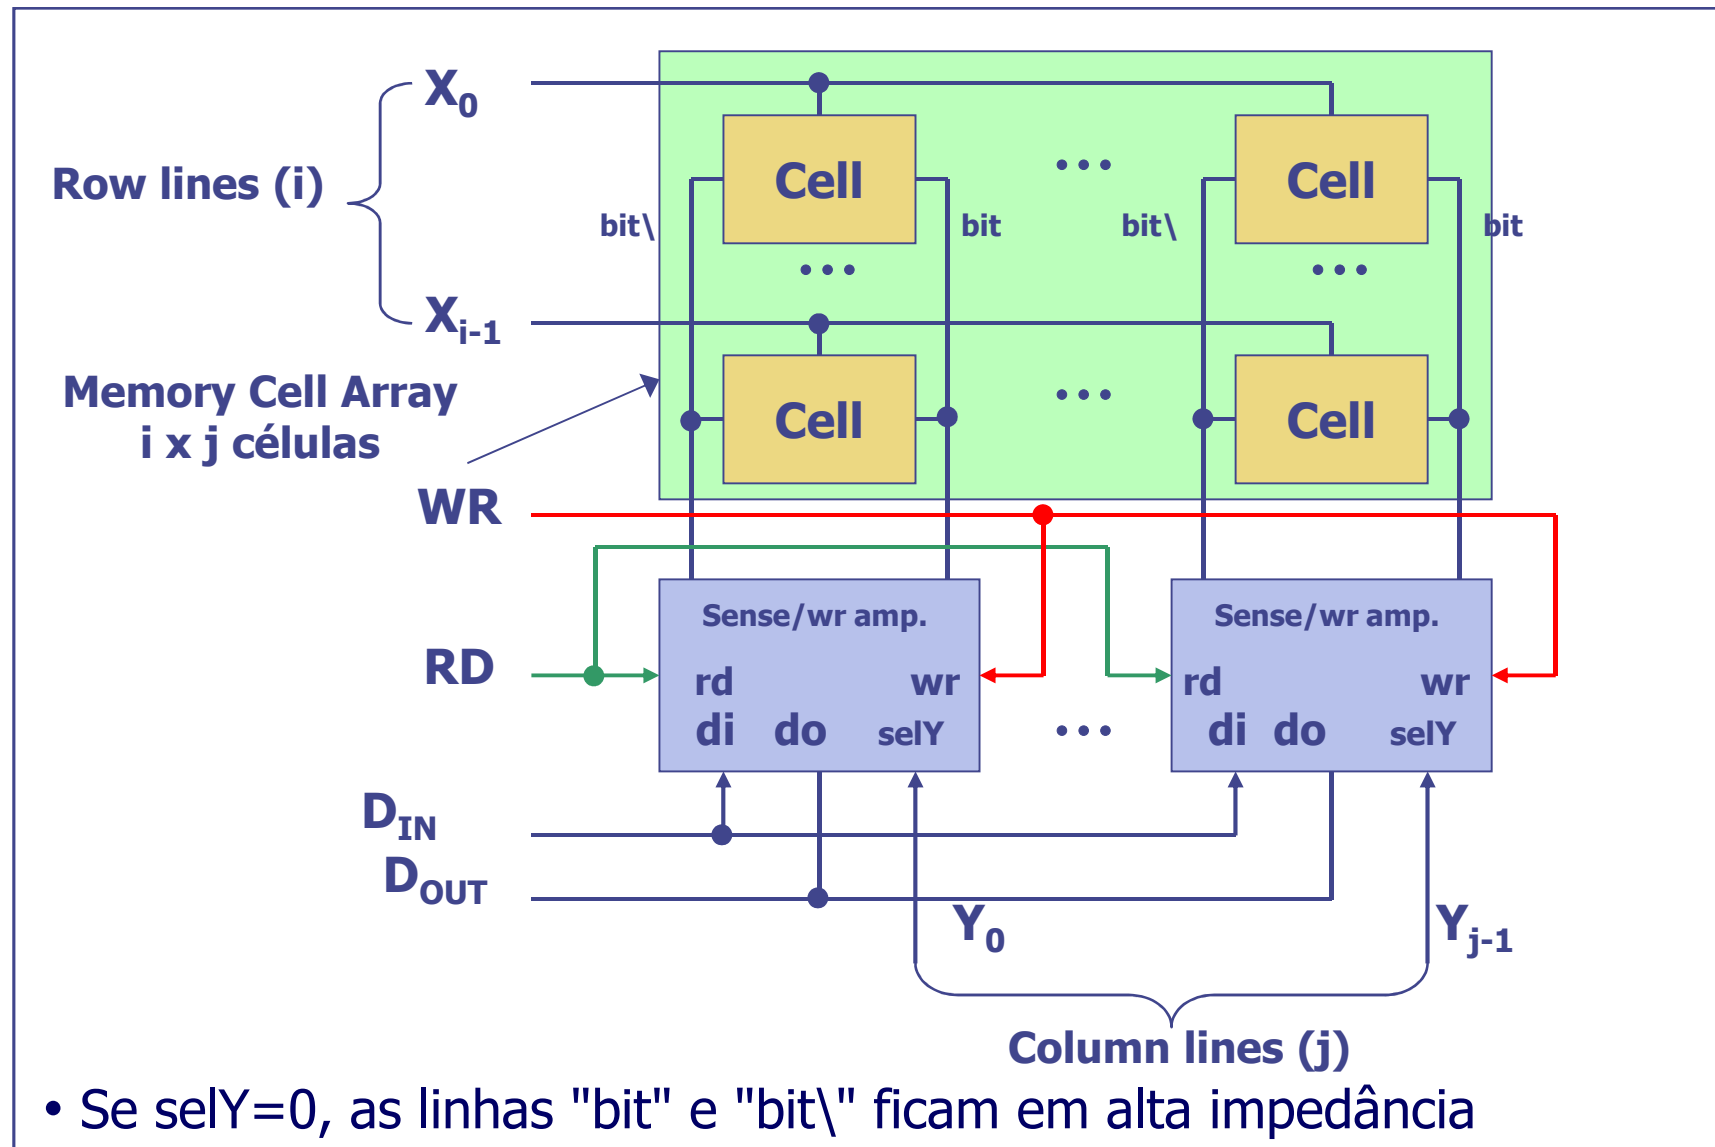 X0
Cell ... Cell
Row lines (i)
bit\ bit bit\ bit
... ...
Xi-1
Memory Cell Array
i x j células
Cell ... Cell
WR
Sense/wr amp. Sense/wr amp.
RD
rd wr rd wr
di do selY ... di do selY
DIN
DOUT
Y0 Yj-1
Column lines (j)
• Se selY=0, as linhas "bit" e "bit\" ficam em alta impedância